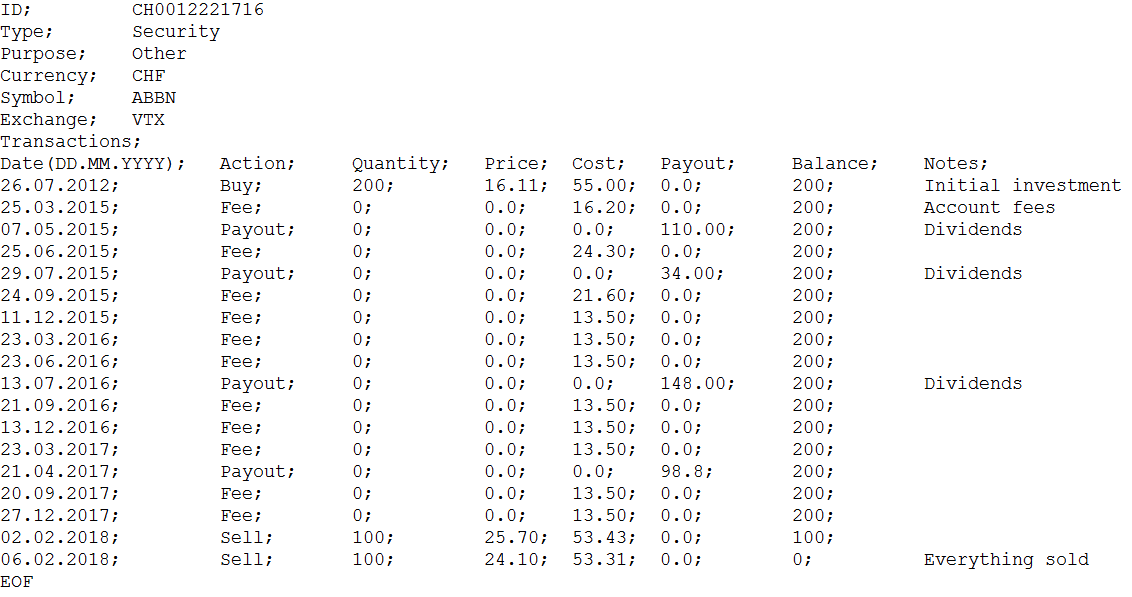 ID; CH0012221716
Type; Security
Purpose; Other
Currency; CHF
Symbol; ABBN
Exchange; VTX
Transactions;
Date(DD.MM.YYYY); Action; Quantity; Price; Cost; Payout; Balance; Notes;
26.07.2012; Buy; 200; 16.11; 55.00; 0.0; 200; Initial investment
25.03.2015; Fee; 0; 0.0; 16.20; 0.0; 200; Account fees
07.05.2015; Payout; 0; 0.0; 0.0; 110.00; 200; Dividends
25.06.2015; Fee; 0; 0.0; 24.30; 0.0; 200;
29.07.2015; Payout; 0; 0.0; 0.0; 34.00; 200; Dividends
24.09.2015; Fee; 0; 0.0; 21.60; 0.0; 200;
11.12.2015; Fee; 0; 0.0; 13.50; 0.0; 200;
23.03.2016; Fee; 0; 0.0; 13.50; 0.0; 200;
23.06.2016; Fee; 0; 0.0; 13.50; 0.0; 200;
13.07.2016; Payout; 0; 0.0; 0.0; 148.00; 200; Dividends
21.09.2016; Fee; 0; 0.0; 13.50; 0.0; 200;
13.12.2016; Fee; 0; 0.0; 13.50; 0.0; 200;
23.03.2017; Fee; 0; 0.0; 13.50; 0.0; 200;
21.04.2017; Payout; 0; 0.0; 0.0; 98.8; 200;
20.09.2017; Fee; 0; 0.0; 13.50; 0.0; 200;
27.12.2017; Fee; 0; 0.0; 13.50; 0.0; 200;
02.02.2018; Sell; 100; 25.70; 53.43; 0.0; 100;
06.02.2018; Sell; 100; 24.10; 53.31; 0.0; 0; Everything sold
EOF